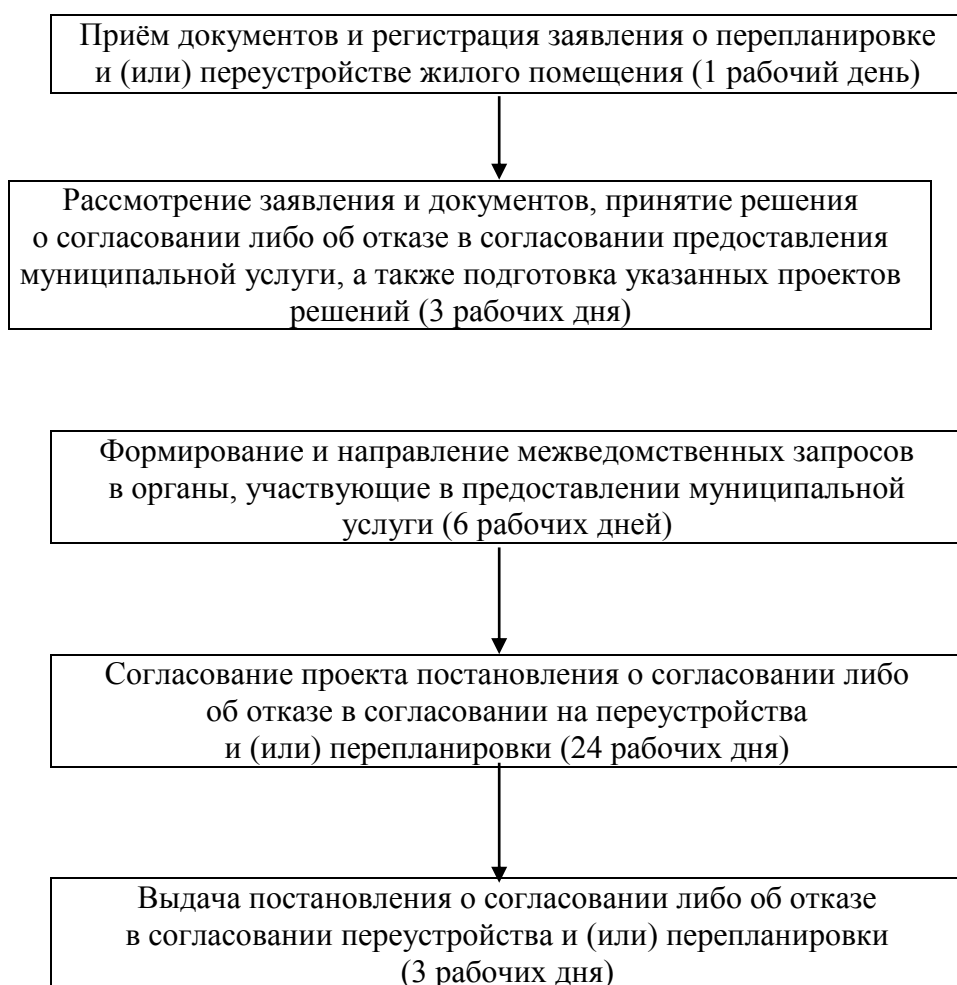 Приём документов и регистрация заявления о перепланировке
и (или) переустройстве жилого помещения (1 рабочий день)
Рассмотрение заявления и документов, принятие решения
о согласовании либо об отказе в согласовании предоставления
муниципальной услуги, а также подготовка указанных проектов
решений (3 рабочих дня)
Формирование и направление межведомственных запросов
в органы, участвующие в предоставлении муниципальной
услуги (6 рабочих дней)
Согласование проекта постановления о согласовании либо
об отказе в согласовании на переустройства
и (или) перепланировки (24 рабочих дня)
Выдача постановления о согласовании либо об отказе
в согласовании переустройства и (или) перепланировки
(3 рабочих дня)